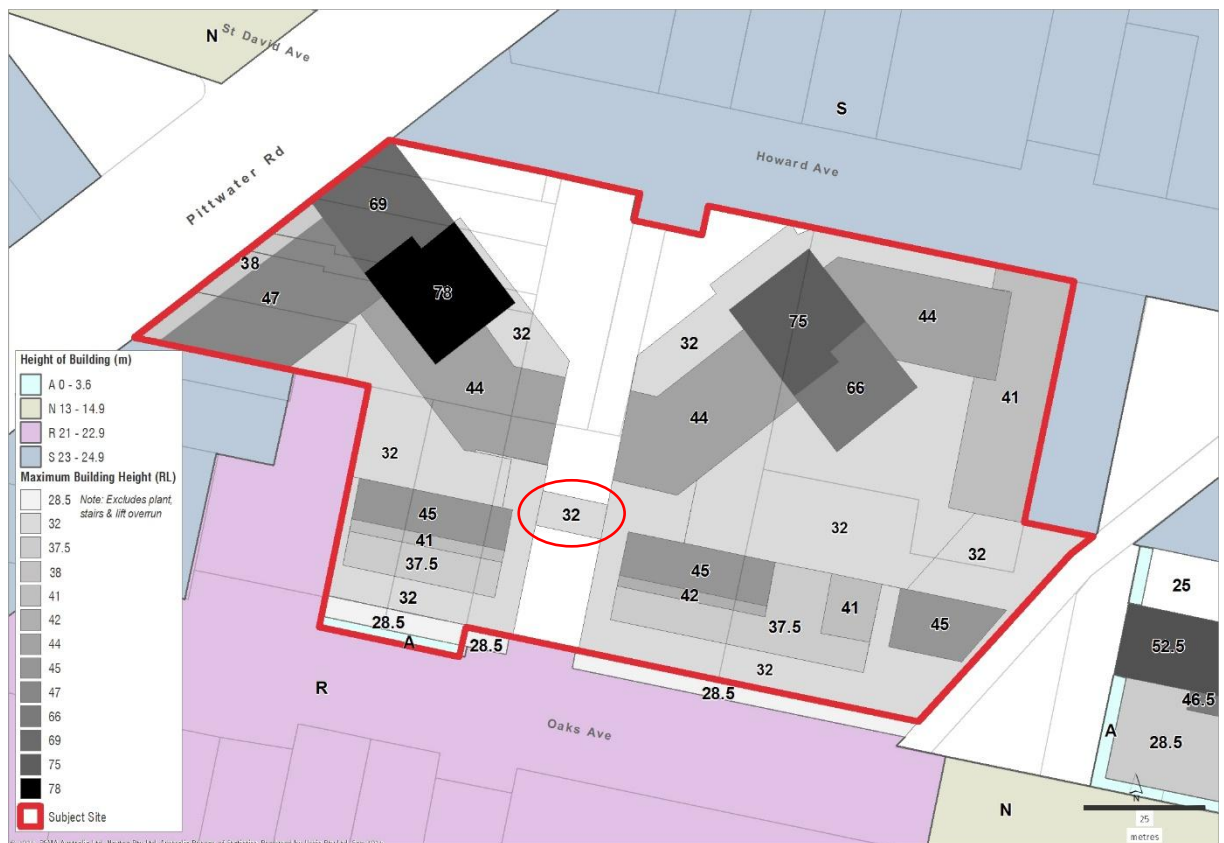 N
St David Ave
S
Howard Ave
Pittwater Rd
69
38
47
78
32
75
44
32
66
44
41
44
32
45
32
41
37.5
32
28.5
A
28.5
32
32
45
42
41
45
37.5
32
28.5
25
52.5
46.5
A
28.5
R
Oaks Ave
N
Height of Building (m)
A 0 - 3.6
N 13 - 14.9
R 21 - 22.9
S 23 - 24.9
Maximum Building Height (RL)
28.5 Note: Excludes plant,
stairs & lift overrun
32
37.5
38
41
42
44
45
47
66
69
75
78
Subject Site
N
25
metres